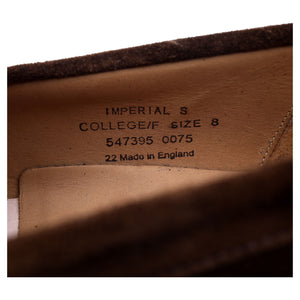 IMPERIAL S
COLLEGE/F SIZE 8
547395 0075
22 Made in England